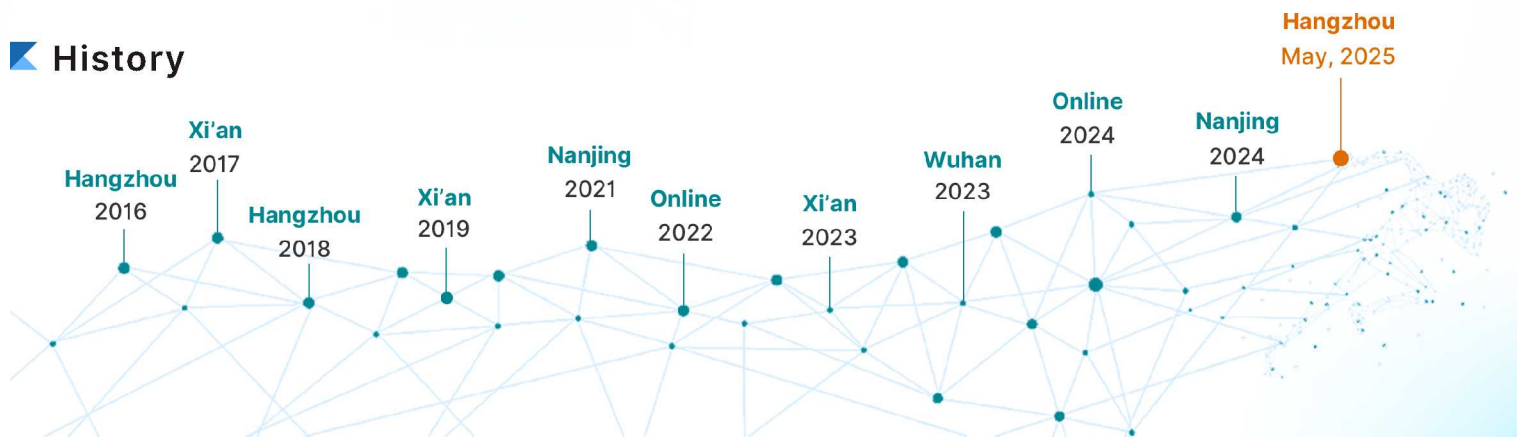 History
Hangzhou
2016
Xi’an
2017
Hangzhou
2018
Xi’an
2019
Nanjing
2021
Online
2022
Xi’an
2023
Wuhan
2023
Online
2024
Nanjing
2024
Hangzhou
May, 2025